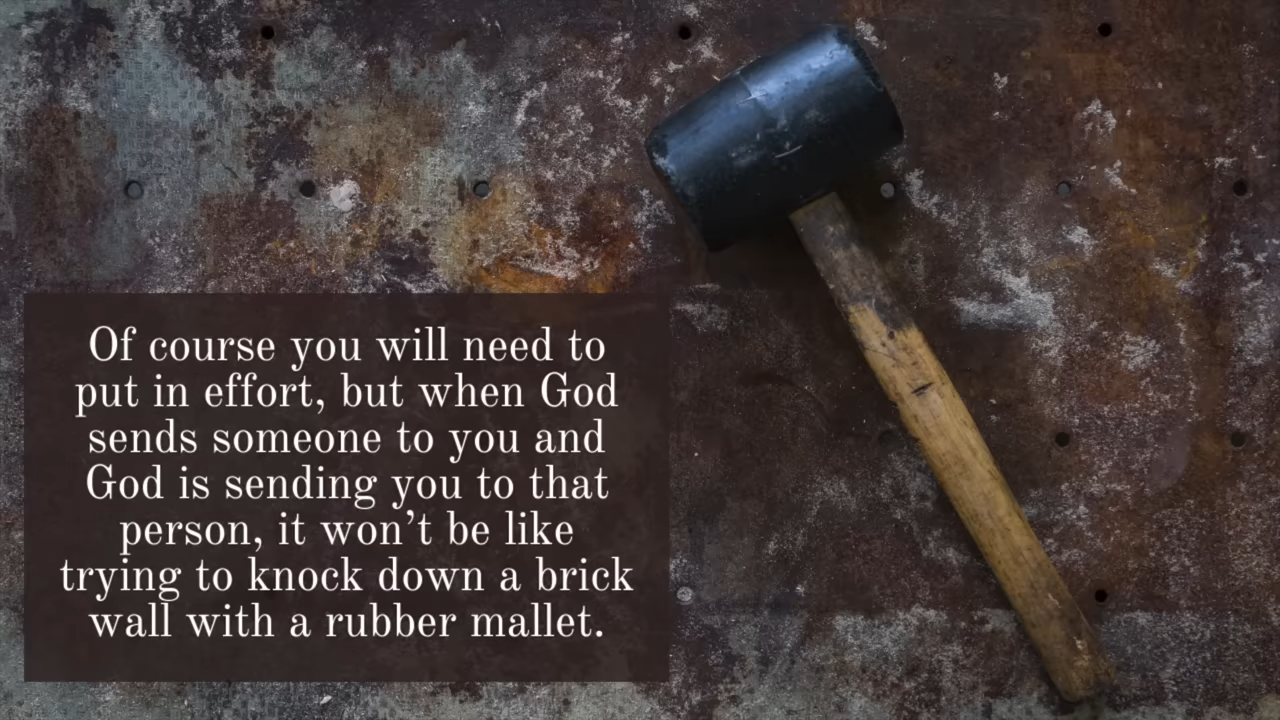 Of course you will need to
put in effort, but when God
sends someone to you and
God is sending you to that
person, it won’t be like
trying to knock down a brick
wall with a rubber mallet.